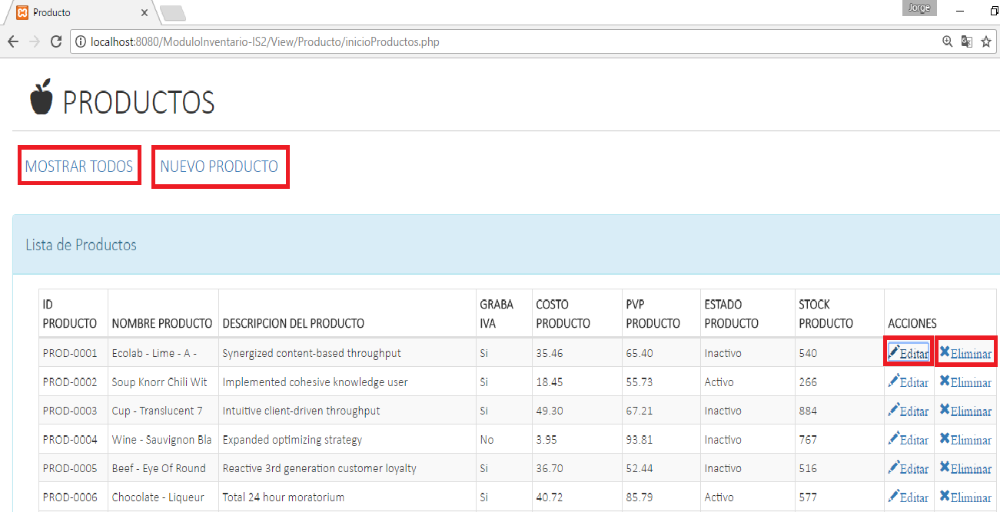 Producto
Jorge
localhost:8080/ModuloInventario-IS2/View/Producto/inicioProductos.php
PRODUCTOS
MOSTRAR TODOS NUEVO PRODUCTO
Lista de Productos
ID PRODUCTO NOMBRE PRODUCTO DESCRIPCION DEL PRODUCTO GRABA IVA COSTO PRODUCTO PVP PRODUCTO ESTADO PRODUCTO STOCK PRODUCTO ACCIONES
PROD-0001 Ecolab - Lime - A - Synergized content-based throughput Si 35.46 65.40 Inactivo 540 Editar Eliminar
PROD-0002 Soup Knorr Chili Wit Implemented cohesive knowledge user Si 18.45 55.73 Activo 266 Editar Eliminar
PROD-0003 Cup - Translucent 7 Intuitive client-driven throughput Si 49.30 67.21 Inactivo 884 Editar Eliminar
PROD-0004 Wine - Sauvignon Bla Expanded optimizing strategy No 3.95 93.81 Inactivo 767 Editar Eliminar
PROD-0005 Beef - Eye Of Round Reactive 3rd generation customer loyalty Si 36.70 52.44 Inactivo 516 Editar Eliminar
PROD-0006 Chocolate - Liqueur Total 24 hour moratorium Si 40.72 85.79 Activo 577 Editar Eliminar